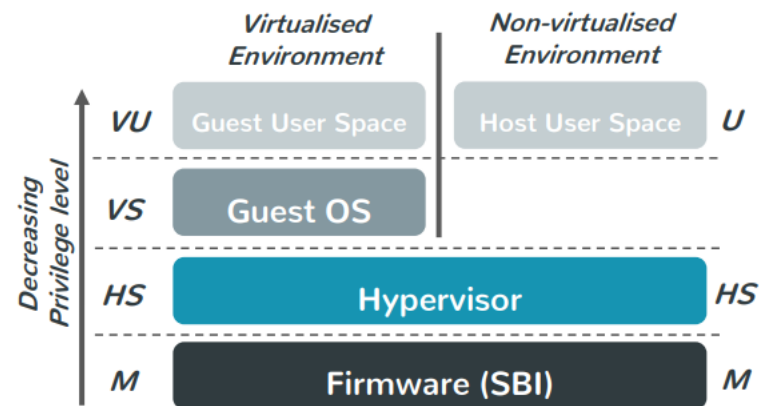 Virtualised
Environment
Non-virtualised
Environment
Decreasing
Privilege level
VU
Guest User Space
Host User Space
U
VS
Guest OS
HS
Hypervisor
HS
M
Firmware (SBI)
M